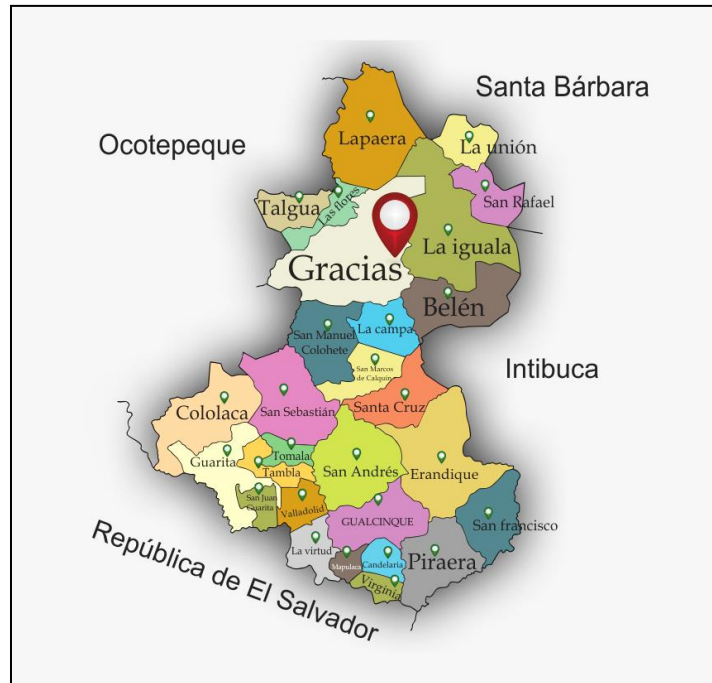 Santa Bárbara
Ocotepeque
Lapaera
La unión
Talgua
Las flores
San Rafael
La iguala
Gracias
Belén
San Manuel
Colohete
La campa
Intibuca
San Marcos
de Calquín
Cololaca
San Sebastián
Santa Cruz
Guarita
Tomala
Tambla
San Andrés
Erandique
San Juan
Guarita
Valladolid
GUALCINQUE
San francisco
La virtud
Mapulaca
Candelaria
Piraera
Virginia
República de El Salvador